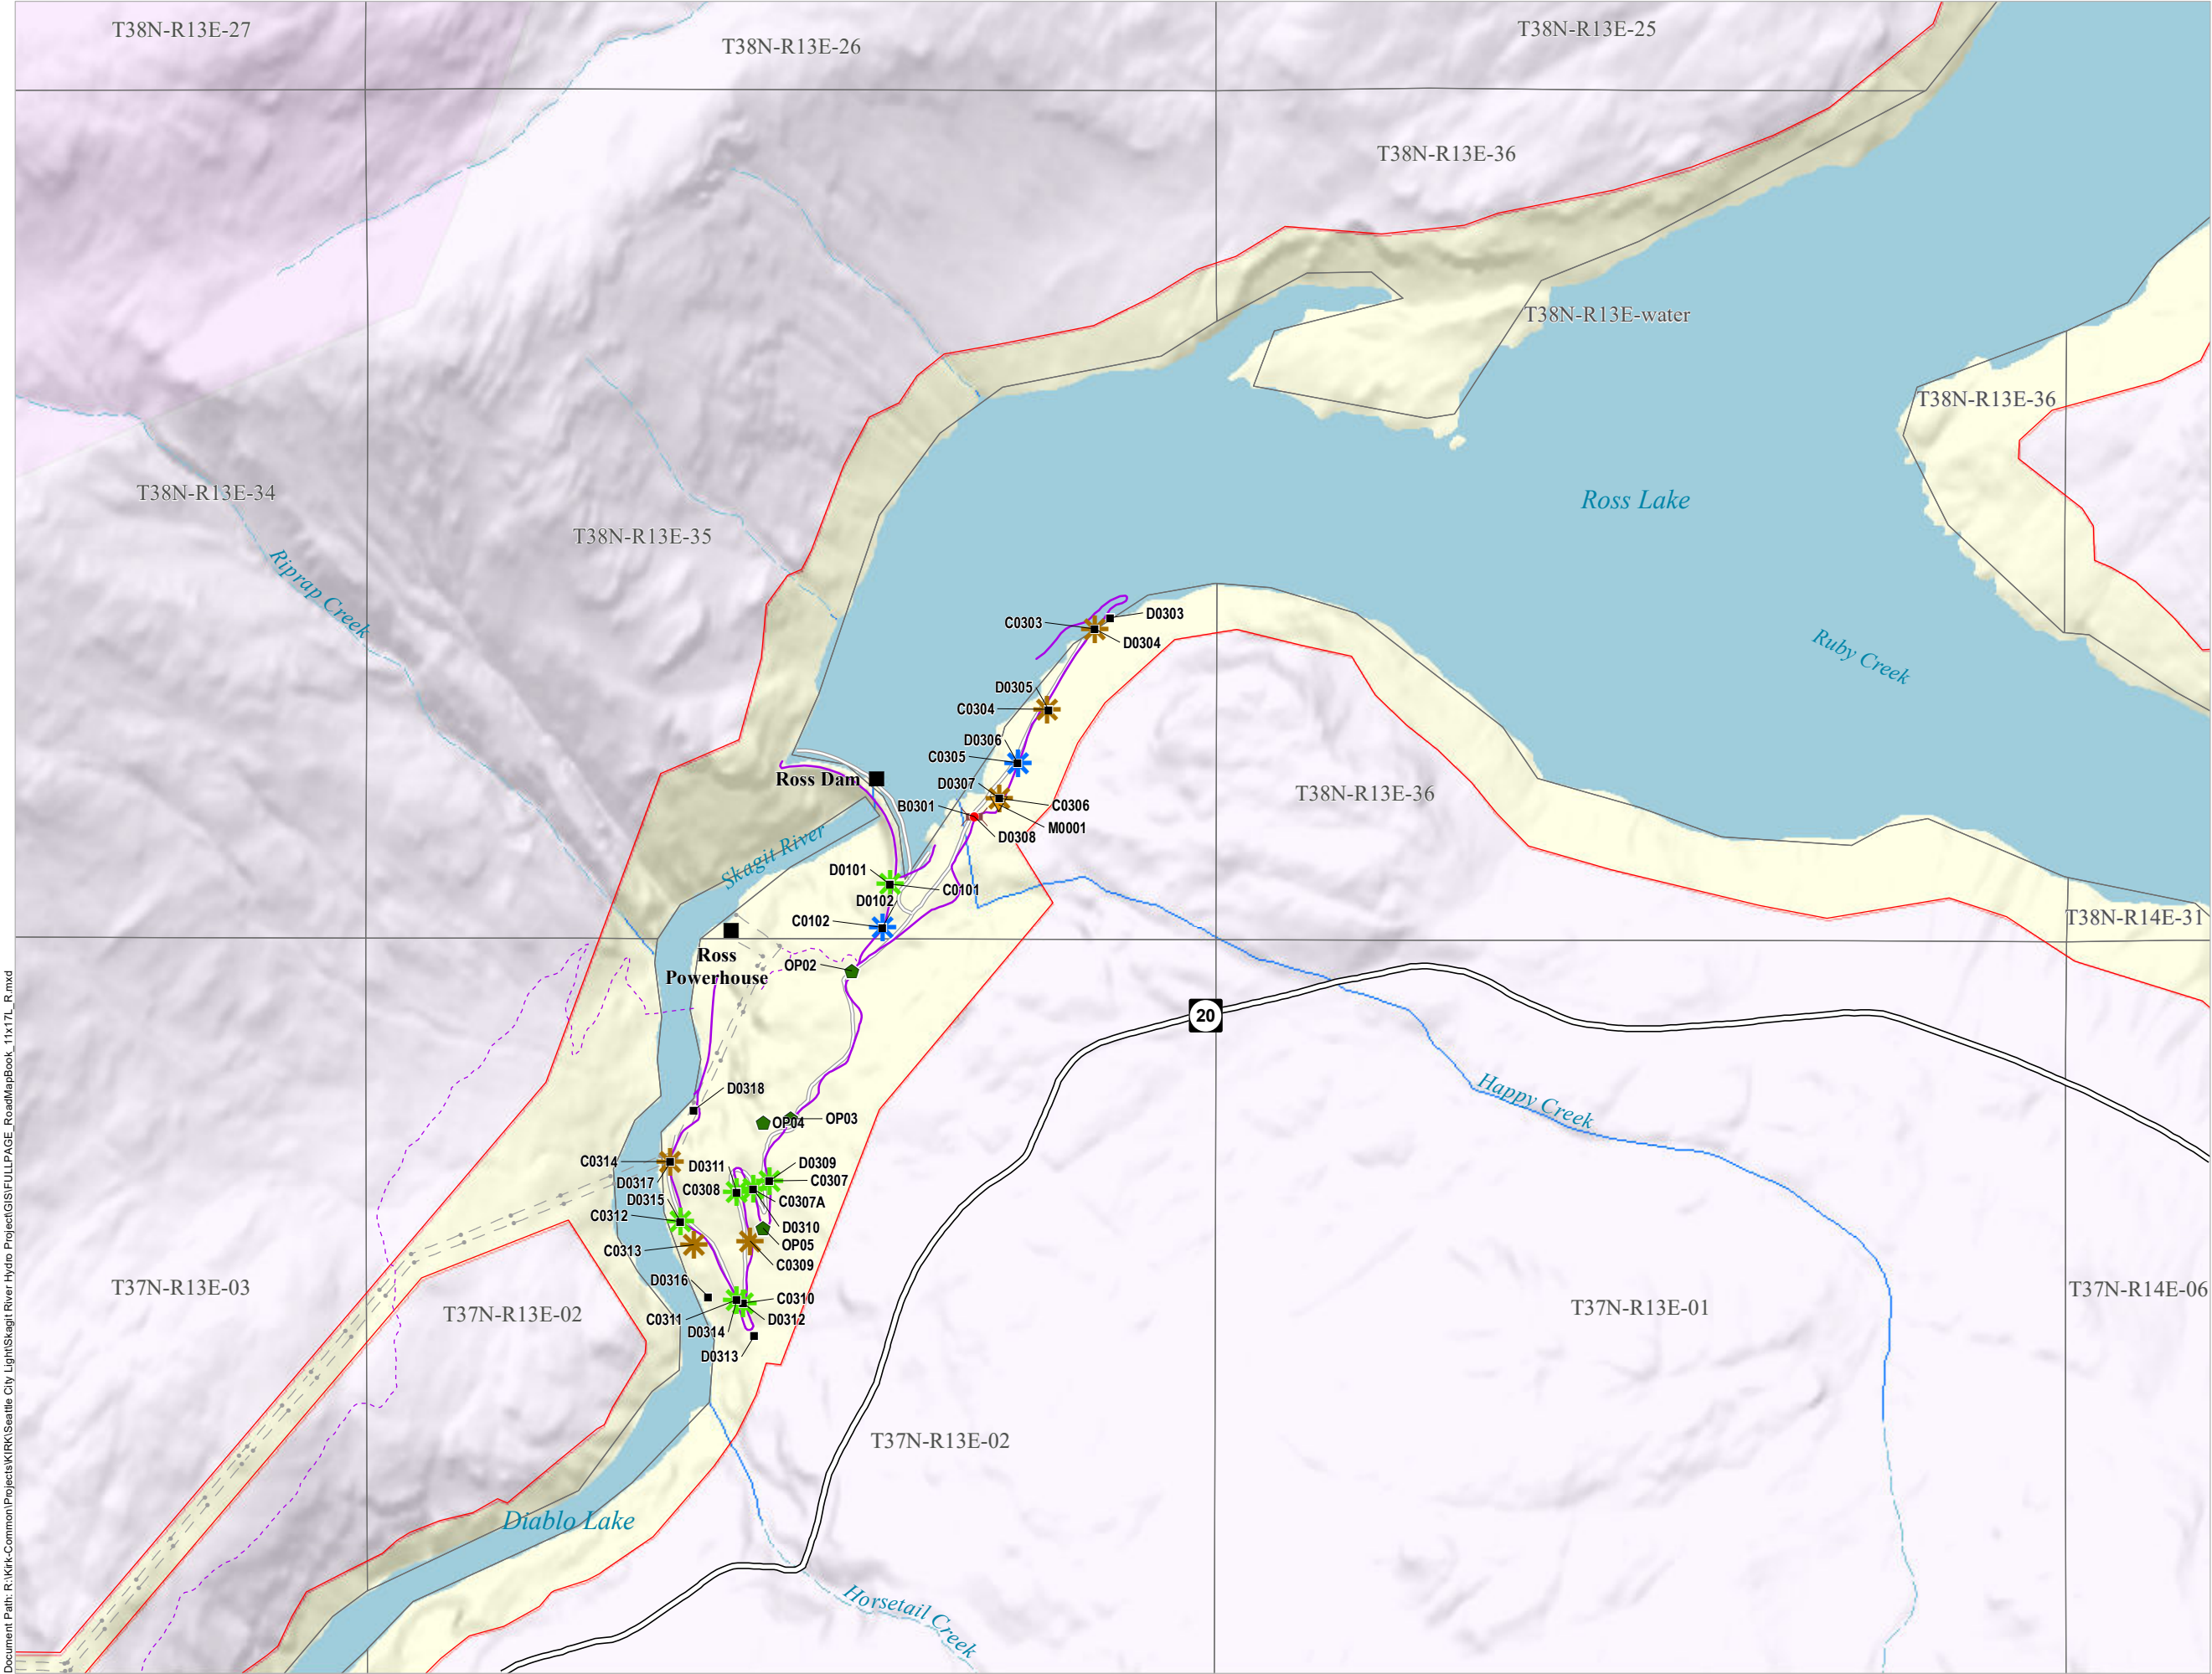 T38N-R13E-27
T38N-R13E-26
T38N-R13E-25
T38N-R13E-36
T38N-R13E-water
T38N-R13E-36
T38N-R13E-34
T38N-R13E-35
Ross Lake
Riprap Creek
Ruby Creek
D0303
C0303
D0304
D0305
C0304
D0306
C0305
Ross Dam
D0307
C0306
B0301
M0001
D0308
T38N-R13E-36
Skagit River
D0101
C0101
D0102
C0102
T38N-R14E-31
Ross
Powerhouse
OP02
20
Happy Creek
D0318
OP04
OP03
C0314
D0311
D0309
D0317
C0308
C0307
D0315
C0307A
C0312
D0310
OP05
C0313
C0309
D0316
C0310
C0311
D0312
D0314
D0313
T37N-R13E-03
T37N-R13E-02
T37N-R13E-01
T37N-R14E-06
T37N-R13E-02
Diablo Lake
Horsetail Creek
Document Path: R:\Kirk-Common\Projects\KIRK\Seattle City Light\Skagit River Hydro Project\GIS\FULLPAGE_RoadMapBook_11x17L_R.mxd